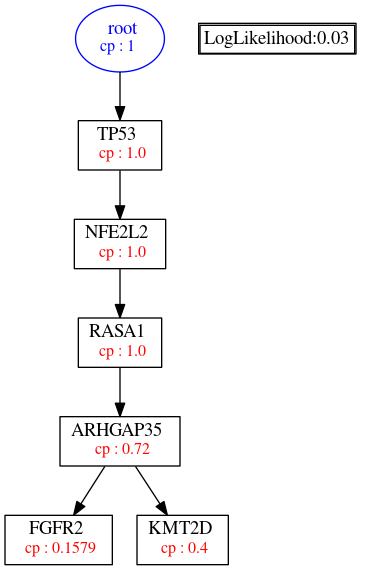 root
cp : 1
LogLikelihood:0.03
TP53
cp : 1.0
NFE2L2
cp : 1.0
RASA1
cp : 1.0
ARHGAP35
cp : 0.72
FGFR2
cp : 0.1579
KMT2D
cp : 0.4